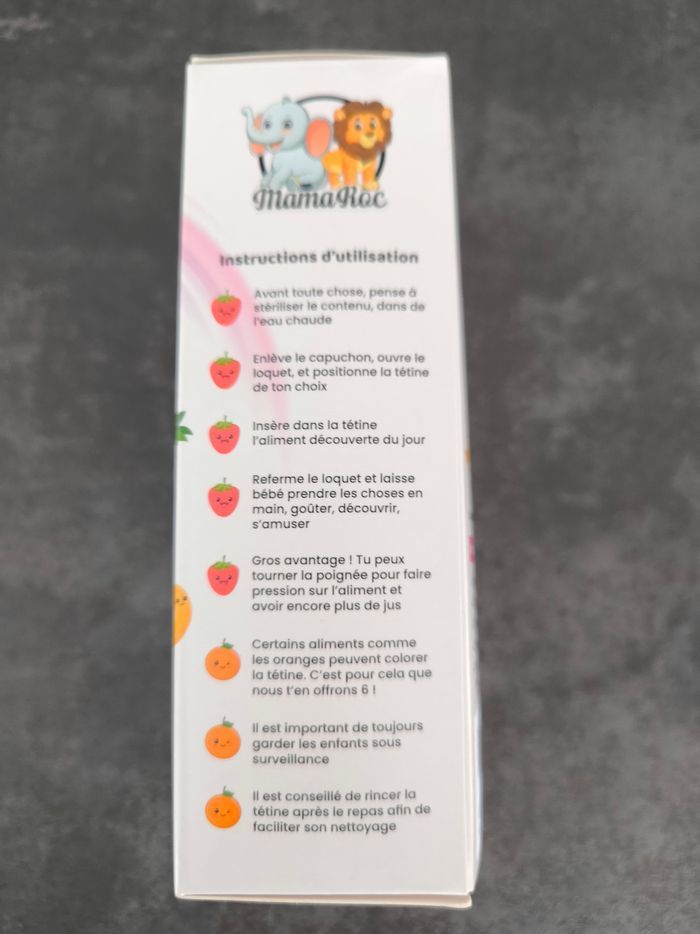 MamaRoc
Instructions d'utilisation
Avant toute chose, pense à
stériliser le contenu, dans de
l'eau chaude
Enlève le capuchon, ouvre le
loquet, et positionne la tétine
de ton choix
Insère dans la tétine
l'aliment découverte du jour
Referme le loquet et laisse
bébé prendre les choses en
main, goûter, découvrir,
s'amuser
Gros avantage ! Tu peux
tourner la poignée pour faire
pression sur l'aliment et
avoir encore plus de jus
Certains aliments comme
les oranges peuvent colorer
la tétine. C'est pour cela que
nous t'en offrons 6 !
Il est important de toujours
garder les enfants sous
surveillance
Il est conseillé de rincer la
tétine après le repas afin de
faciliter son nettoyage